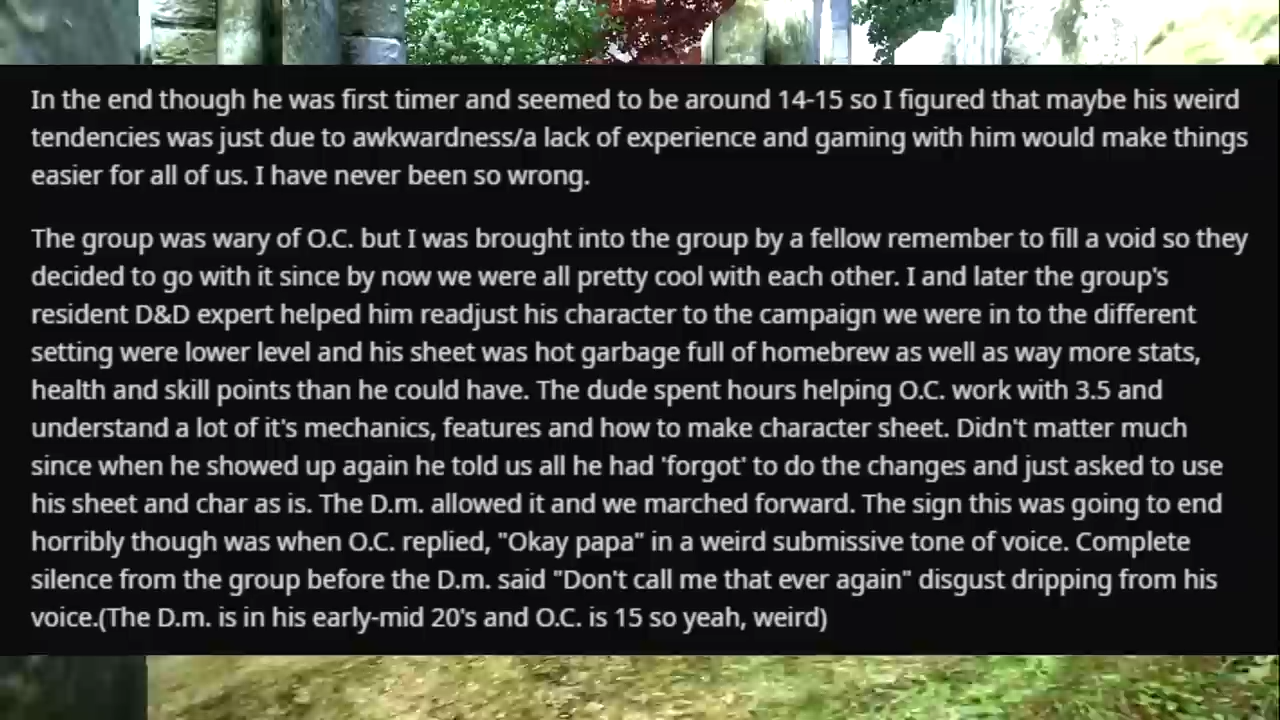 In the end though he was first timer and seemed to be around 14-15 so I figured that maybe his weird
tendencies was just due to awkwardness/a lack of experience and gaming with him would make things
easier for all of us. I have never been so wrong.
The group was wary of O.C. but I was brought into the group by a fellow remember to fill a void so they
decided to go with it since by now we were all pretty cool with each other. I and later the group's
resident D&D expert helped him readjust his character to the campaign we were in to the different
setting were lower level and his sheet was hot garbage full of homebrew as well as way more stats,
health and skill points than he could have. The dude spent hours helping O.C. work with 3.5 and
understand a lot of it's mechanics, features and how to make character sheet. Didn't matter much
since when he showed up again he told us all he had 'forgot' to do the changes and just asked to use
his sheet and char as is. The D.m. allowed it and we marched forward. The sign this was going to end
horribly though was when O.C. replied, "Okay papa" in a weird submissive tone of voice. Complete
silence from the group before the D.m. said "Don't call me that ever again" disgust dripping from his
voice.(The D.m. is in his early-mid 20's and O.C. is 15 so yeah, weird)